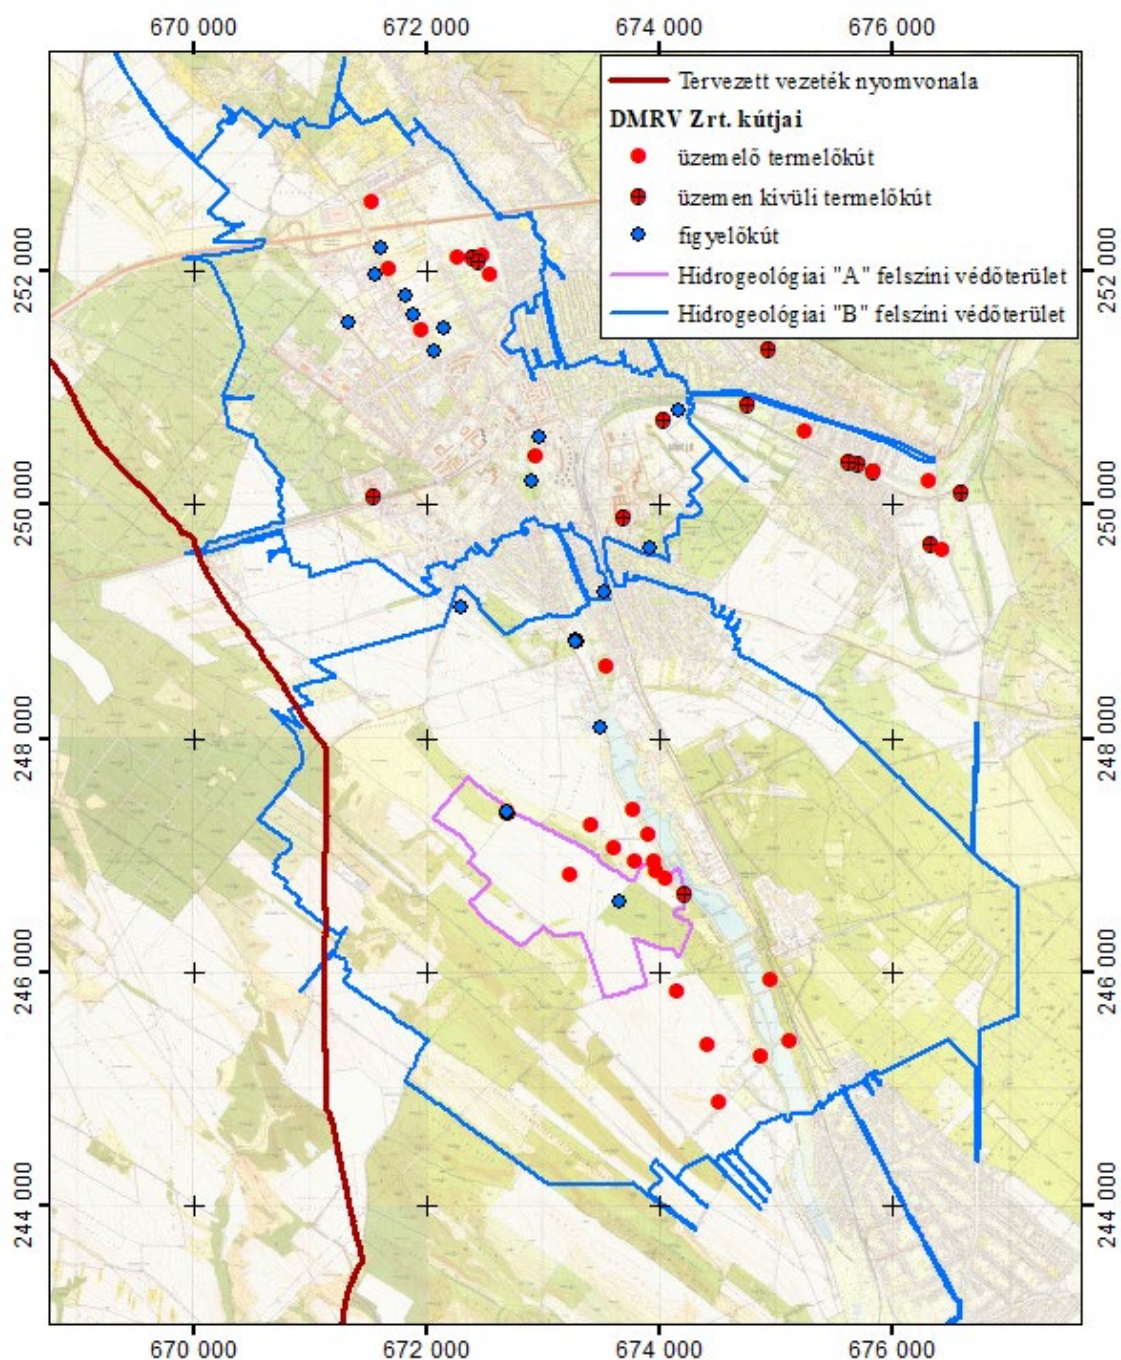 670 000 672 000 674 000 676 000
Tervezett vezeték nyomvonala
DMRV Zrt. kútjai
üzemelő termelőkút
üzemen kívüli termelőkút
figyelőkút
Hidrogeológiai "A" felszíni védőterület
Hidrogeológiai "B" felszíni védőterület
252 000
252 000
250 000
250 000
248 000
248 000
246 000
246 000
244 000
244 000
670 000 672 000 674 000 676 000